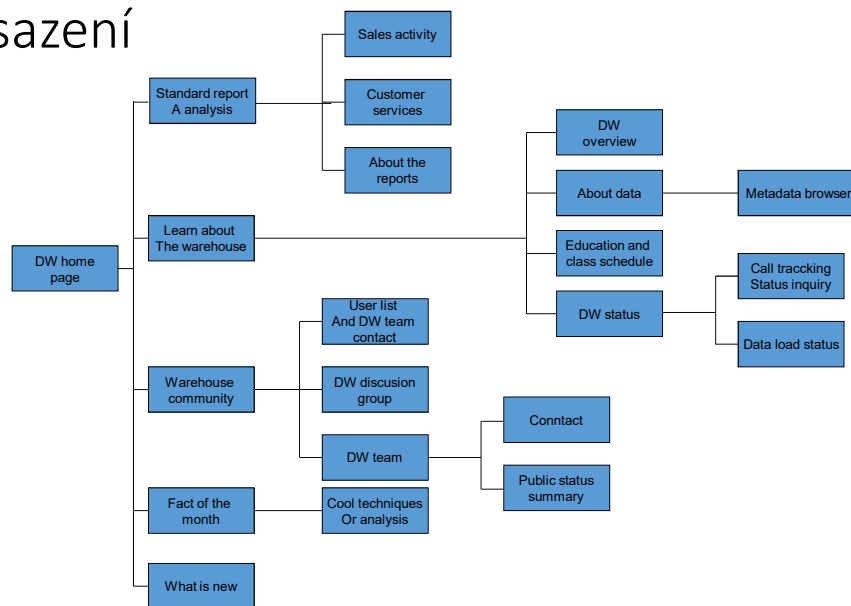 sazení
Sales activity
Standard report
A analysis
Customer
services
About the
reports
DW
overview
About data
Metadata browser
Learn about
The warehouse
Education and
class schedule
DW home
page
Call traccking
Status inquiry
DW status
Data load status
User list
And DW team
contact
Warehouse
community
DW discusion
group
Conntact
DW team
Public status
summary
Fact of the
month
Cool techniques
Or analysis
What is new